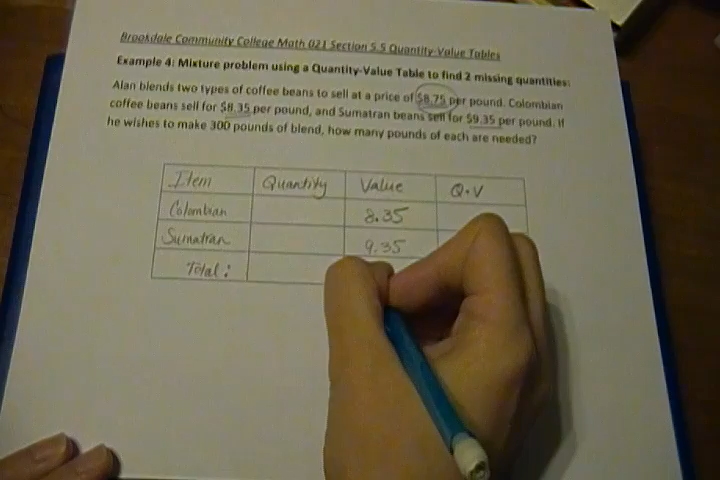 Brookdale Community College Math 021 Section 5.5 Quantity-Value Tables
Example 4: Mixture problem using a Quantity-Value Table to find 2 missing quantities:
Alan blends two types of coffee beans to sell at a price of $8.75 per pound. Colombian
coffee beans sell for $8.35 per pound, and Sumatran beans sell for $9.35 per pound. If
he wishes to make 300 pounds of blend, how many pounds of each are needed?
Item Quantity Value Q·V
Colombian 8.35
Sumatran 9.35
Total: